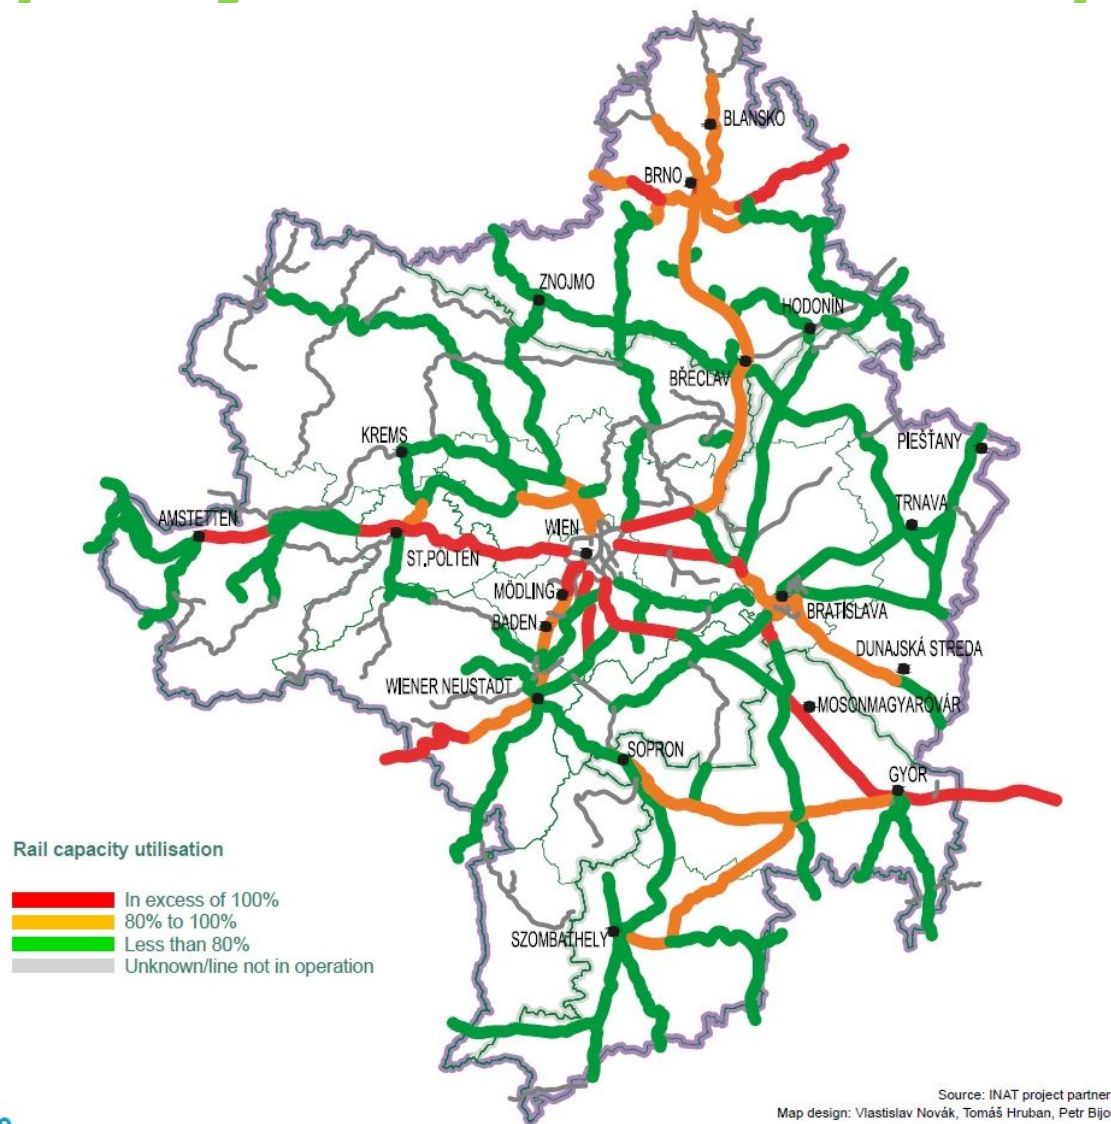 BLANSKO
BRNO
ZNOJMO
HODONÍN
BŘECLAV
KREMS
PIEŠŤANY
TRNAVA
AMSTETTEN
WIEN
ST.PÖLTEN
MÖDLING
BRATISLAVA
BADEN
DUNAJSKÁ STREDA
WIENER NEUSTADT
MOSONMAGYARÓVÁR
SOPRON
GYŐR
Rail capacity utilisation
In excess of 100%
80% to 100%
Less than 80%
Unknown/line not in operation
SZOMBATHELY
Source: INAT project partner
Map design: Vlastislav Novák, Tomáš Hruban, Petr Bijo